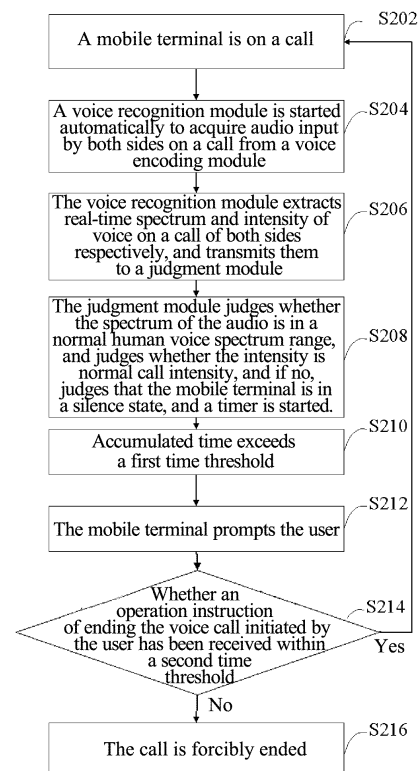 S202
A mobile terminal is on a call
S204
A voice recognition module is started
automatically to acquire audio input
by both sides on a call from a voice
encoding module
S206
The voice recognition module extracts
real-time spectrum and intensity of
voice on a call of both sides
respectively, and transmits them
to a judgment module
S208
The judgment module judges whether
the spectrum of the audio is in a
normal human voice spectrum range,
and judges whether the intensity is
normal call intensity, and if no,
judges that the mobile terminal is in
a silence state, and a timer is started.
S210
Accumulated time exceeds
a first time threshold
S212
The mobile terminal prompts the user
S214
Whether an
operation instruction
of ending the voice call initiated by
the user has been received within
a second time
threshold
Yes
No
S216
The call is forcibly ended